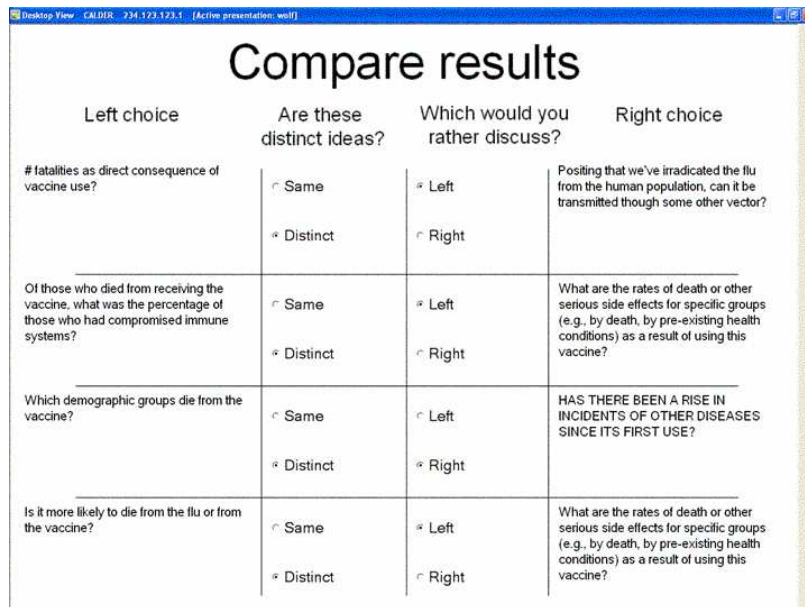 Desktop View CALDER 234.123.123.1 [Active presentation: wolf]
Compare results
Left choice
Are these
distinct ideas?
Which would you
rather discuss?
Right choice
# fatalities as direct consequence of
vaccine use?
Same
Distinct
Left
Right
Positing that we've irradicated the flu
from the human population, can it be
transmitted though some other vector?
Of those who died from receiving the
vaccine, what was the percentage of
those who had compromised immune
systems?
Same
Distinct
Left
Right
What are the rates of death or other
serious side effects for specific groups
(e.g., by death, by pre-existing health
conditions) as a result of using this
vaccine?
Which demographic groups die from the
vaccine?
Same
Distinct
Left
Right
HAS THERE BEEN A RISE IN
INCIDENTS OF OTHER DISEASES
SINCE ITS FIRST USE?
Is it more likely to die from the flu or from
the vaccine?
Same
Distinct
Left
Right
What are the rates of death or other
serious side effects for specific groups
(e.g., by death, by pre-existing health
conditions) as a result of using this
vaccine?